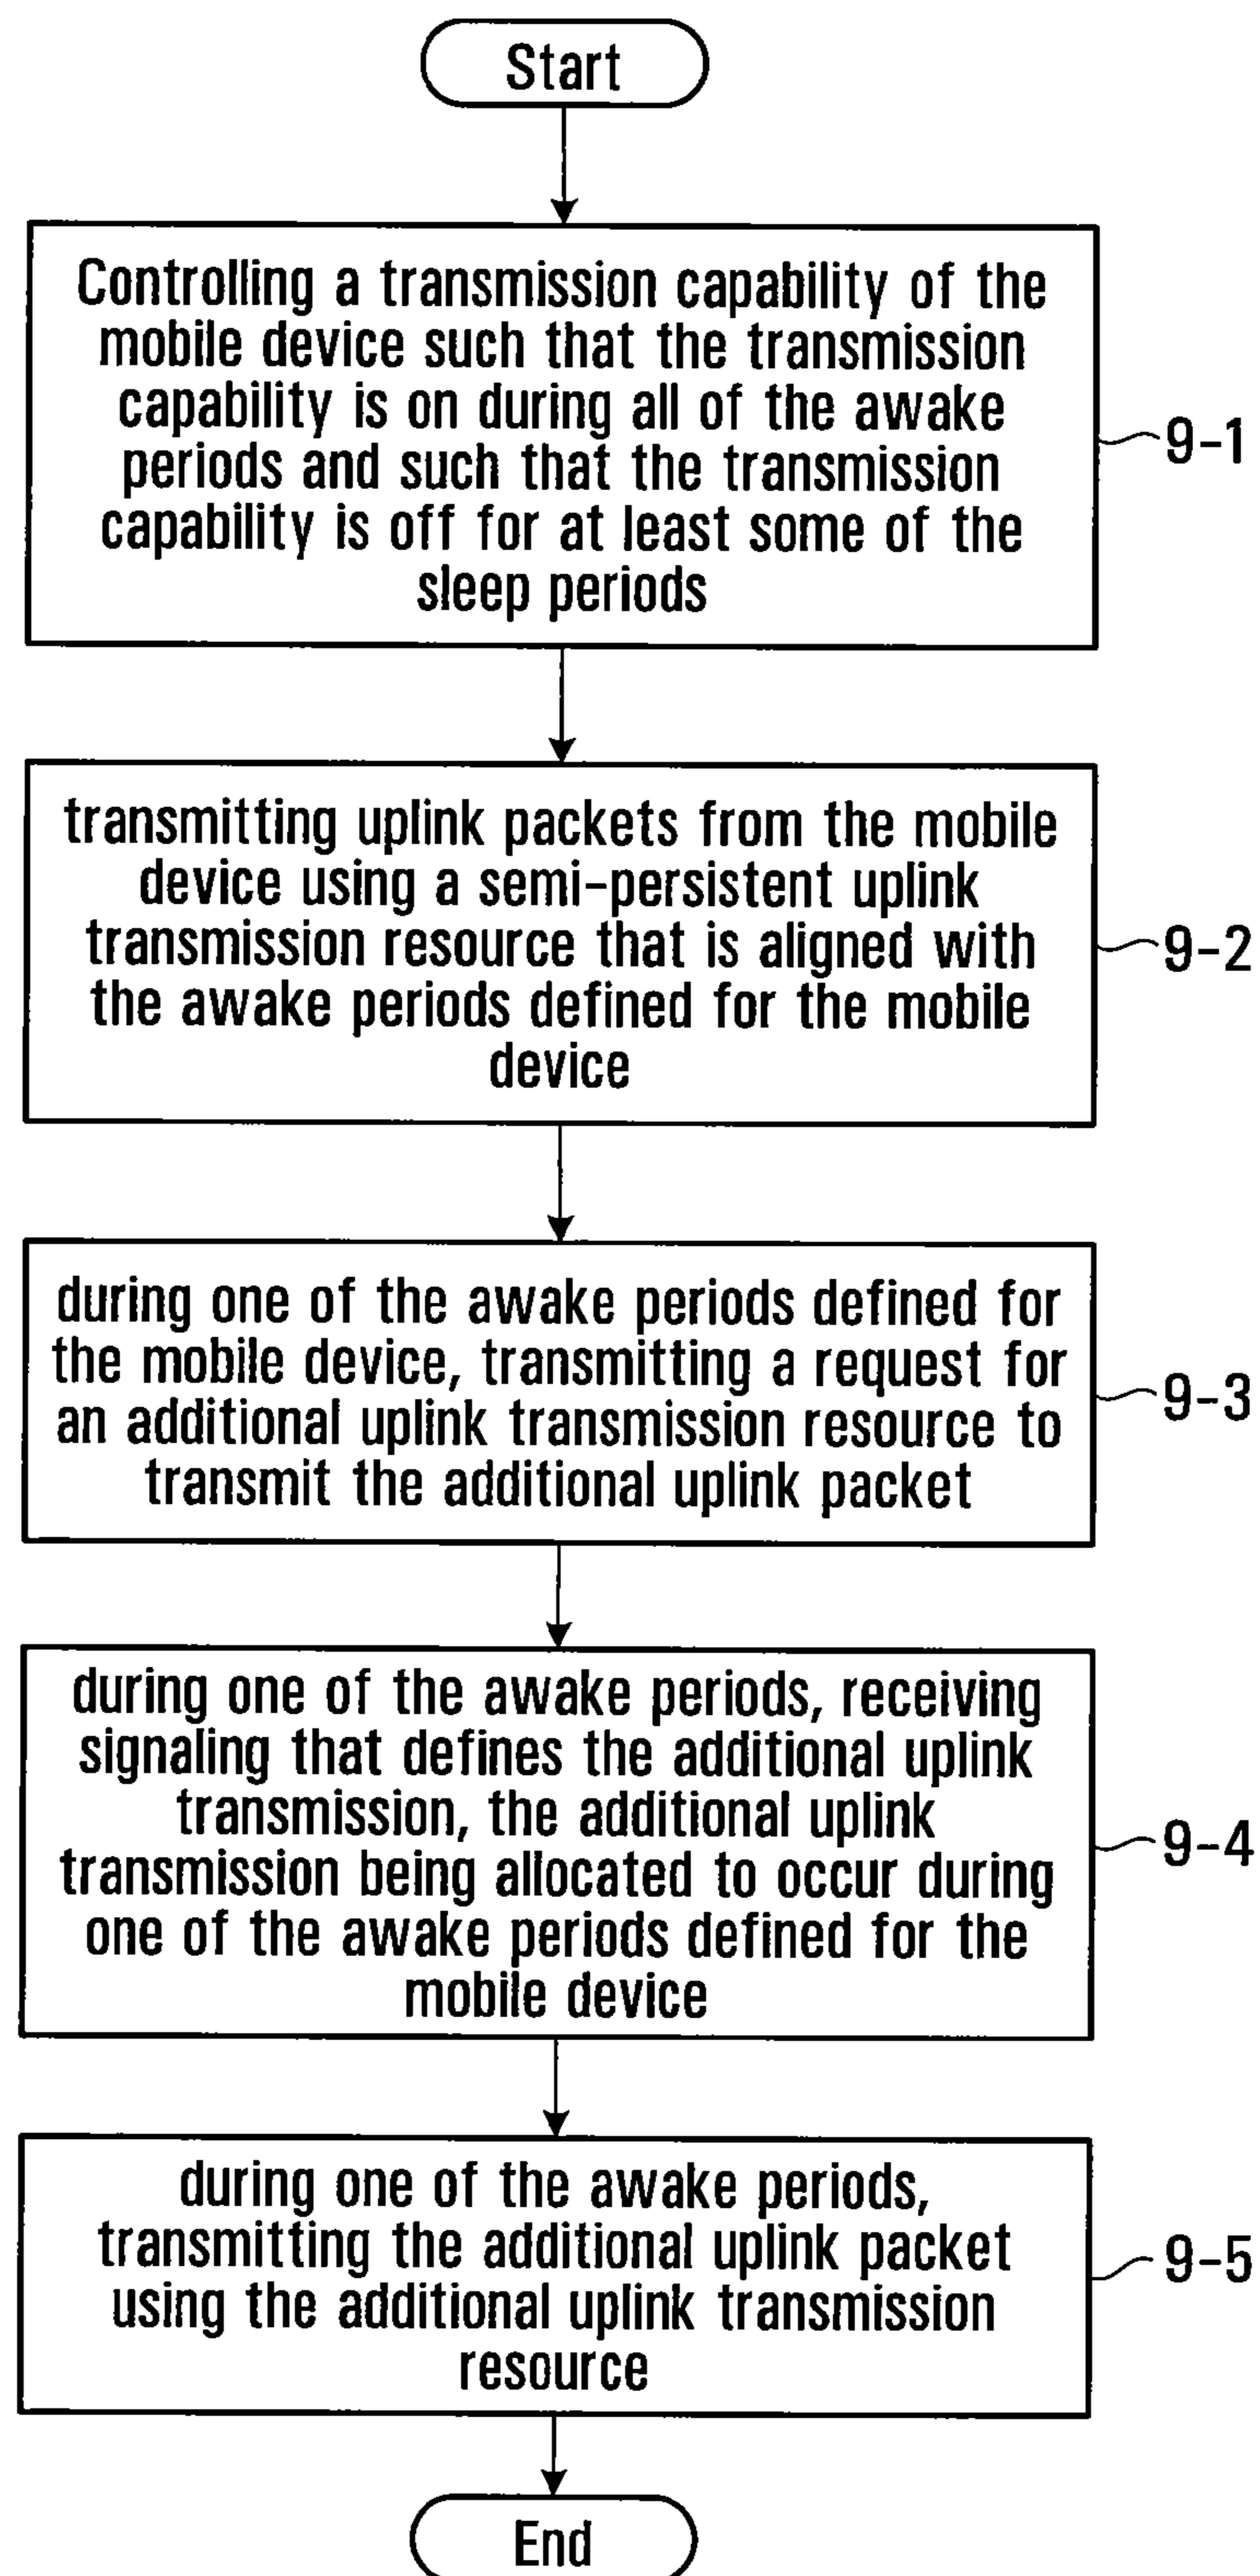 Start
Controlling a transmission capability of the
mobile device such that the transmission
capability is on during all of the awake
periods and such that the transmission
capability is off for at least some of the
sleep periods
9-1
transmitting uplink packets from the mobile
device using a semi-persistent uplink
transmission resource that is aligned with
the awake periods defined for the mobile
device
9-2
during one of the awake periods defined for
the mobile device, transmitting a request for
an additional uplink transmission resource to
transmit the additional uplink packet
9-3
during one of the awake periods, receiving
signaling that defines the additional uplink
transmission, the additional uplink
transmission being allocated to occur during
one of the awake periods defined for the
mobile device
9-4
during one of the awake periods,
transmitting the additional uplink packet
using the additional uplink transmission
resource
9-5
End